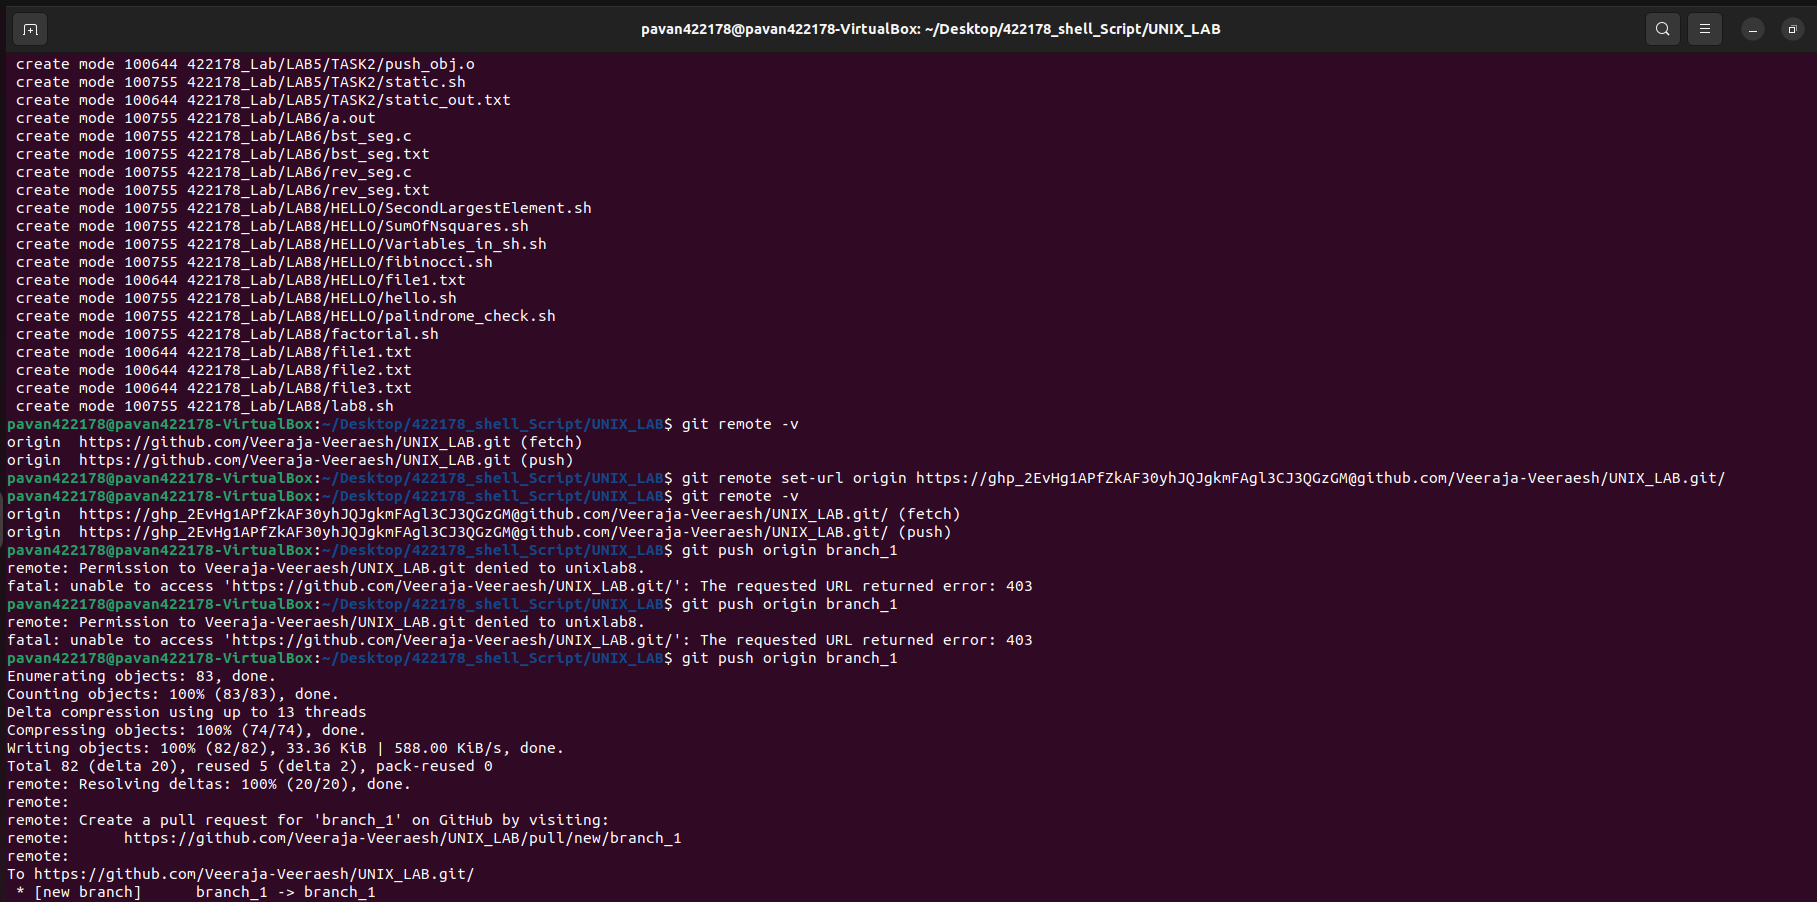 pavan422178@pavan422178-VirtualBox: ~/Desktop/422178_shell_Script/UNIX_LAB
create mode 100644 422178_Lab/LAB5/TASK2/push_obj.o
create mode 100755 422178_Lab/LAB5/TASK2/static.sh
create mode 100644 422178_Lab/LAB5/TASK2/static_out.txt
create mode 100755 422178_Lab/LAB6/a.out
create mode 100755 422178_Lab/LAB6/bst_seg.c
create mode 100755 422178_Lab/LAB6/bst_seg.txt
create mode 100755 422178_Lab/LAB6/rev_seg.c
create mode 100755 422178_Lab/LAB6/rev_seg.txt
create mode 100755 422178_Lab/LAB8/HELLO/SecondLargestElement.sh
create mode 100755 422178_Lab/LAB8/HELLO/SumOfNsquares.sh
create mode 100755 422178_Lab/LAB8/HELLO/Variables_in_sh.sh
create mode 100755 422178_Lab/LAB8/HELLO/fibinocci.sh
create mode 100644 422178_Lab/LAB8/HELLO/file1.txt
create mode 100755 422178_Lab/LAB8/HELLO/hello.sh
create mode 100755 422178_Lab/LAB8/HELLO/palindrome_check.sh
create mode 100755 422178_Lab/LAB8/factorial.sh
create mode 100644 422178_Lab/LAB8/file1.txt
create mode 100644 422178_Lab/LAB8/file2.txt
create mode 100644 422178_Lab/LAB8/file3.txt
create mode 100755 422178_Lab/LAB8/lab8.sh
pavan422178@pavan422178-VirtualBox:~/Desktop/422178_shell_Script/UNIX_LAB$ git remote -v
origin  https://github.com/Veeraja-Veeraesh/UNIX_LAB.git (fetch)
origin  https://github.com/Veeraja-Veeraesh/UNIX_LAB.git (push)
pavan422178@pavan422178-VirtualBox:~/Desktop/422178_shell_Script/UNIX_LAB$ git remote set-url origin https://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@github.com/Veeraja-Veeraesh/UNIX_LAB.git/
pavan422178@pavan422178-VirtualBox:~/Desktop/422178_shell_Script/UNIX_LAB$ git remote -v
origin  https://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@github.com/Veeraja-Veeraesh/UNIX_LAB.git/ (fetch)
origin  https://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@github.com/Veeraja-Veeraesh/UNIX_LAB.git/ (push)
pavan422178@pavan422178-VirtualBox:~/Desktop/422178_shell_Script/UNIX_LAB$ git push origin branch_1
remote: Permission to Veeraja-Veeraesh/UNIX_LAB.git denied to unixlab8.
fatal: unable to access 'https://github.com/Veeraja-Veeraesh/UNIX_LAB.git/': The requested URL returned error: 403
pavan422178@pavan422178-VirtualBox:~/Desktop/422178_shell_Script/UNIX_LAB$ git push origin branch_1
remote: Permission to Veeraja-Veeraesh/UNIX_LAB.git denied to unixlab8.
fatal: unable to access 'https://github.com/Veeraja-Veeraesh/UNIX_LAB.git/': The requested URL returned error: 403
pavan422178@pavan422178-VirtualBox:~/Desktop/422178_shell_Script/UNIX_LAB$ git push origin branch_1
Enumerating objects: 83, done.
Counting objects: 100% (83/83), done.
Delta compression using up to 13 threads
Compressing objects: 100% (74/74), done.
Writing objects: 100% (82/82), 33.36 KiB | 588.00 KiB/s, done.
Total 82 (delta 20), reused 5 (delta 2), pack-reused 0
remote: Resolving deltas: 100% (20/20), done.
remote:
remote: Create a pull request for 'branch_1' on GitHub by visiting:
remote:      https://github.com/Veeraja-Veeraesh/UNIX_LAB/pull/new/branch_1
remote:
To https://github.com/Veeraja-Veeraesh/UNIX_LAB.git/
 * [new branch]      branch_1 -> branch_1